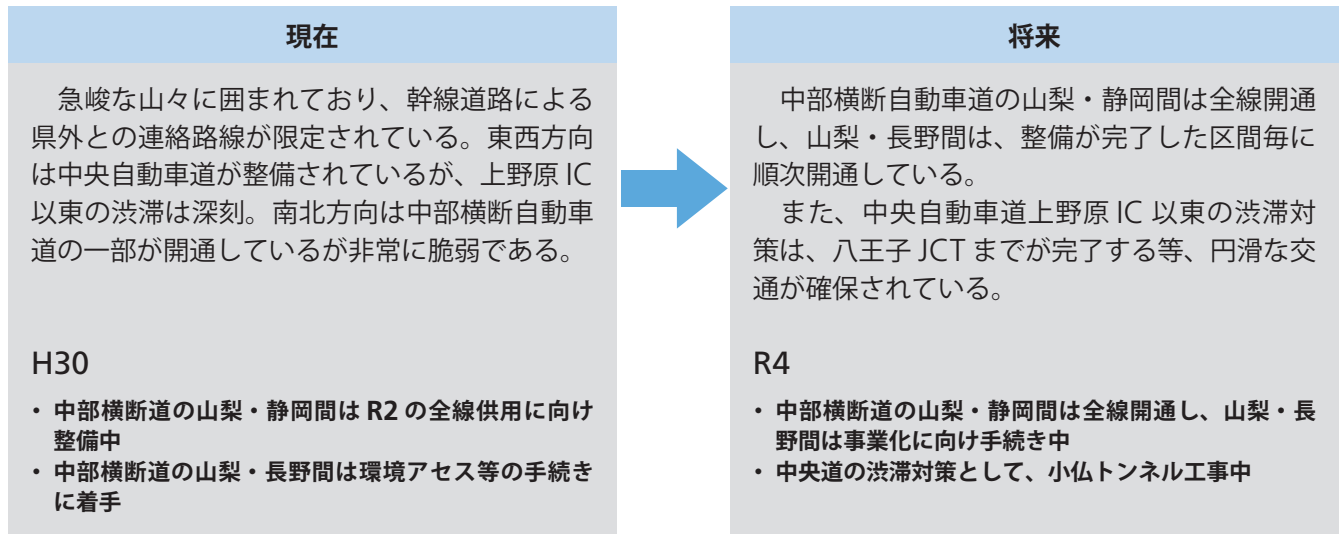 現在
　急峻な山々に囲まれており、幹線道路による
県外との連絡路線が限定されている。東西方向
は中央自動車道が整備されているが、上野原 IC
以東の渋滞は深刻。南北方向は中部横断自動車
道の一部が開通しているが非常に脆弱である。
H30
・ 中部横断道の山梨・静岡間は R2 の全線供用に向け
整備中
・ 中部横断道の山梨・長野間は環境アセス等の手続き
に着手
将来
　中部横断自動車道の山梨・静岡間は全線開通
し、山梨・長野間は、整備が完了した区間毎に
順次開通している。
　また、中央自動車道上野原 IC 以東の渋滞対
策は、八王子 JCT までが完了する等、円滑な交
通が確保されている。
R4
・ 中部横断道の山梨・静岡間は全線開通し、山梨・長
野間は事業化に向け手続き中
・ 中央道の渋滞対策として、小仏トンネル工事中